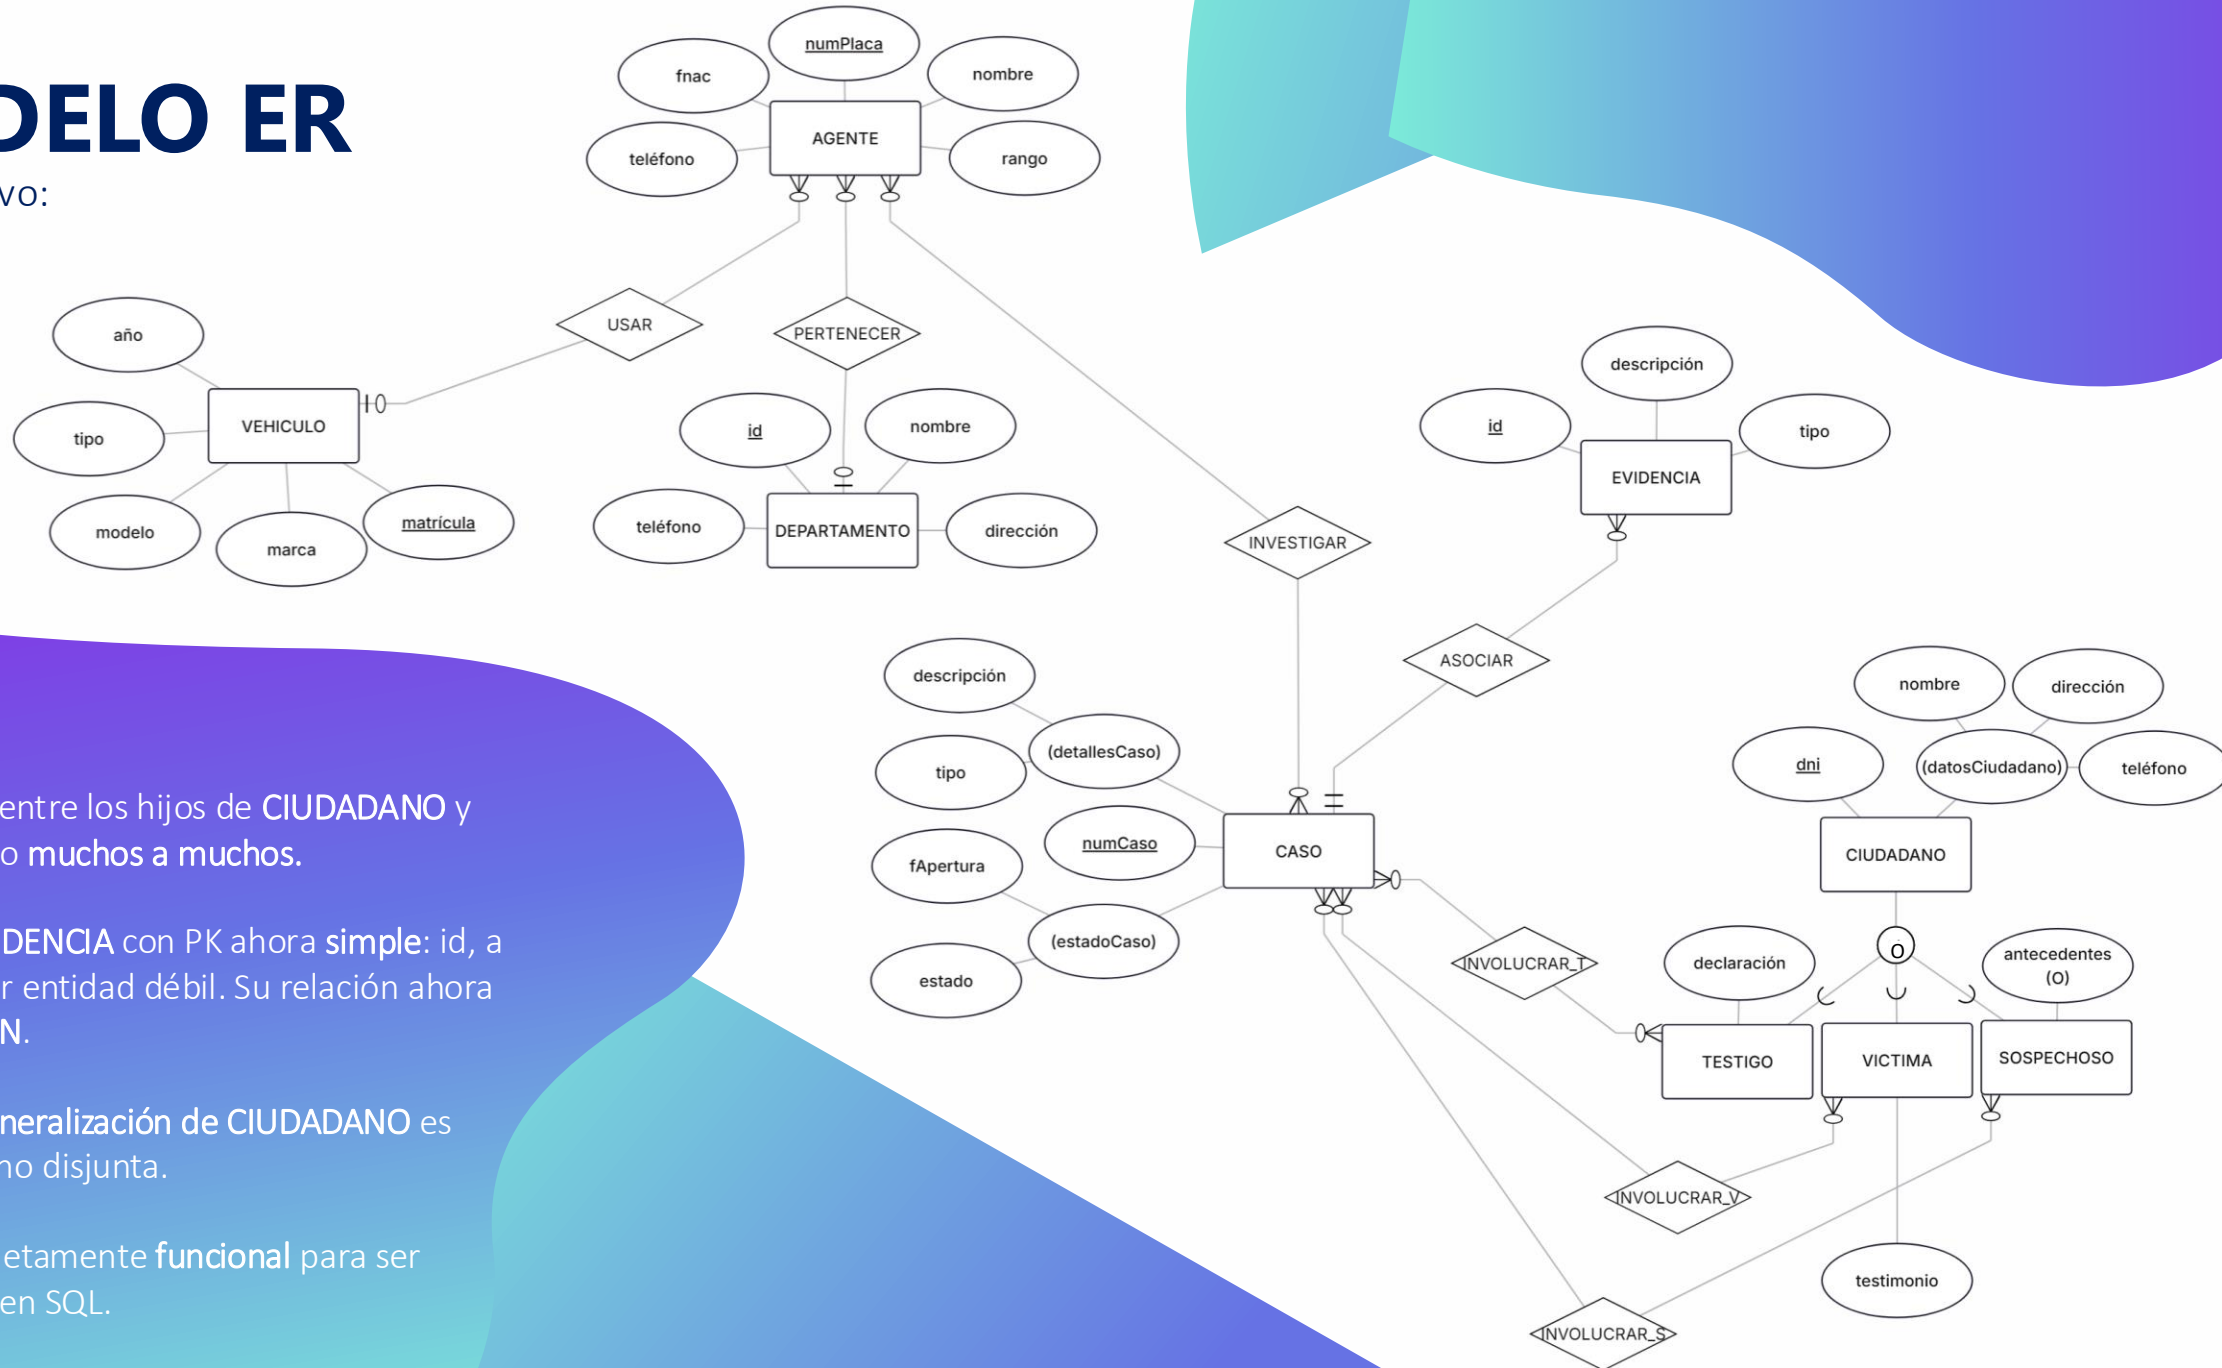 DELO ER
vo:
numPlaca
fnac
nombre
AGENTE
teléfono
rango
USAR
PERTENECER
año
VEHICULO
tipo
modelo
marca
matrícula
id
nombre
teléfono
DEPARTAMENTO
dirección
INVESTIGAR
descripción
id
tipo
EVIDENCIA
ASOCIAR
descripción
(detallesCaso)
tipo
numCaso
CASO
fApertura
(estadoCaso)
estado
nombre
dirección
dni
(datosCiudadano)
teléfono
CIUDADANO
O
INVOLUCRAR_T
declaración
antecedentes
(O)
TESTIGO
VICTIMA
SOSPECHOSO
INVOLUCRAR_V
testimonio
INVOLUCRAR_S
entre los hijos de CIUDADANO y
o muchos a muchos.
DENCIA con PK ahora simple: id, a
r entidad débil. Su relación ahora
N.
neralización de CIUDADANO es
no disjunta.
etamente funcional para ser
en SQL.